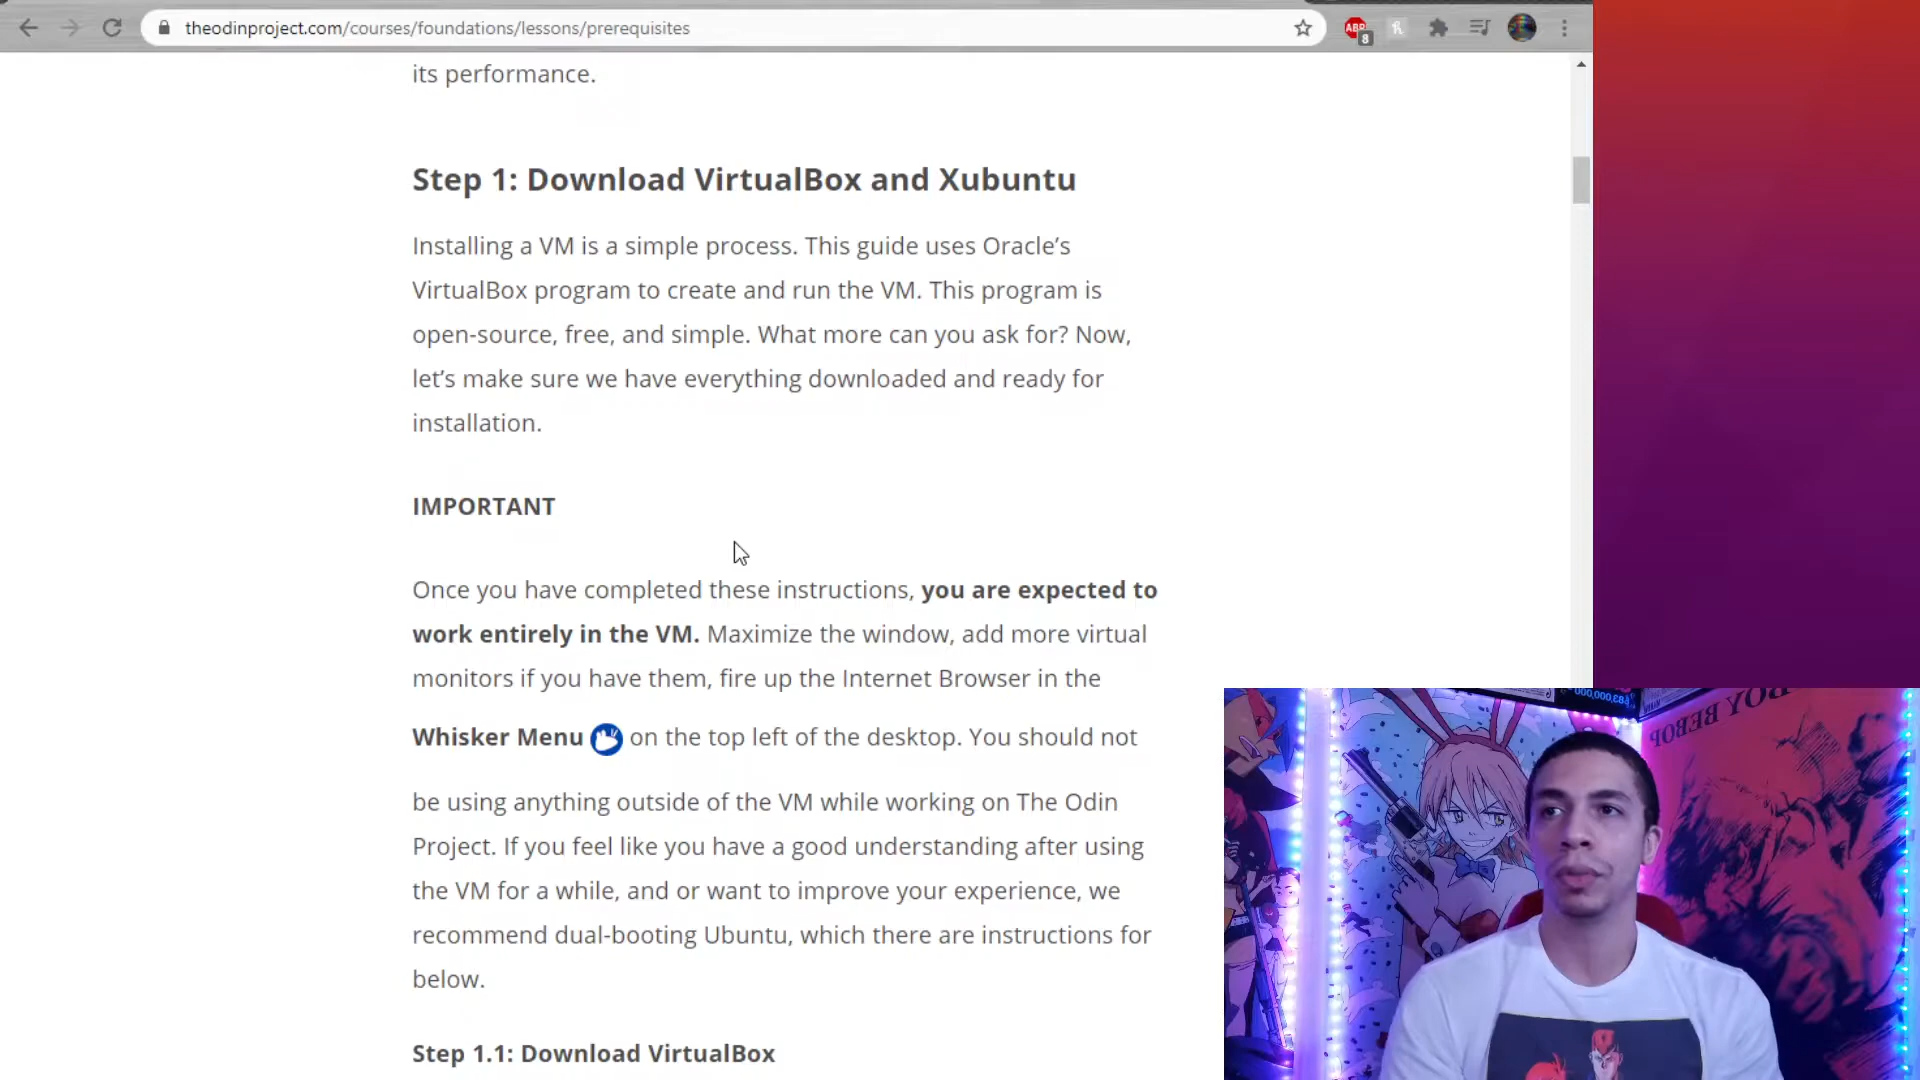 theodinproject.com/courses/foundations/lessons/prerequisites
ABP
8
its performance.
Step 1: Download VirtualBox and Xubuntu
Installing a VM is a simple process. This guide uses Oracle’s
VirtualBox program to create and run the VM. This program is
open-source, free, and simple. What more can you ask for? Now,
let’s make sure we have everything downloaded and ready for
installation.
IMPORTANT
Once you have completed these instructions, you are expected to
work entirely in the VM. Maximize the window, add more virtual
monitors if you have them, fire up the Internet Browser in the
Whisker Menu on the top left of the desktop. You should not
be using anything outside of the VM while working on The Odin
Project. If you feel like you have a good understanding after using
the VM for a while, and or want to improve your experience, we
recommend dual-booting Ubuntu, which there are instructions for
below.
Step 1.1: Download VirtualBox
BOY BEBOP